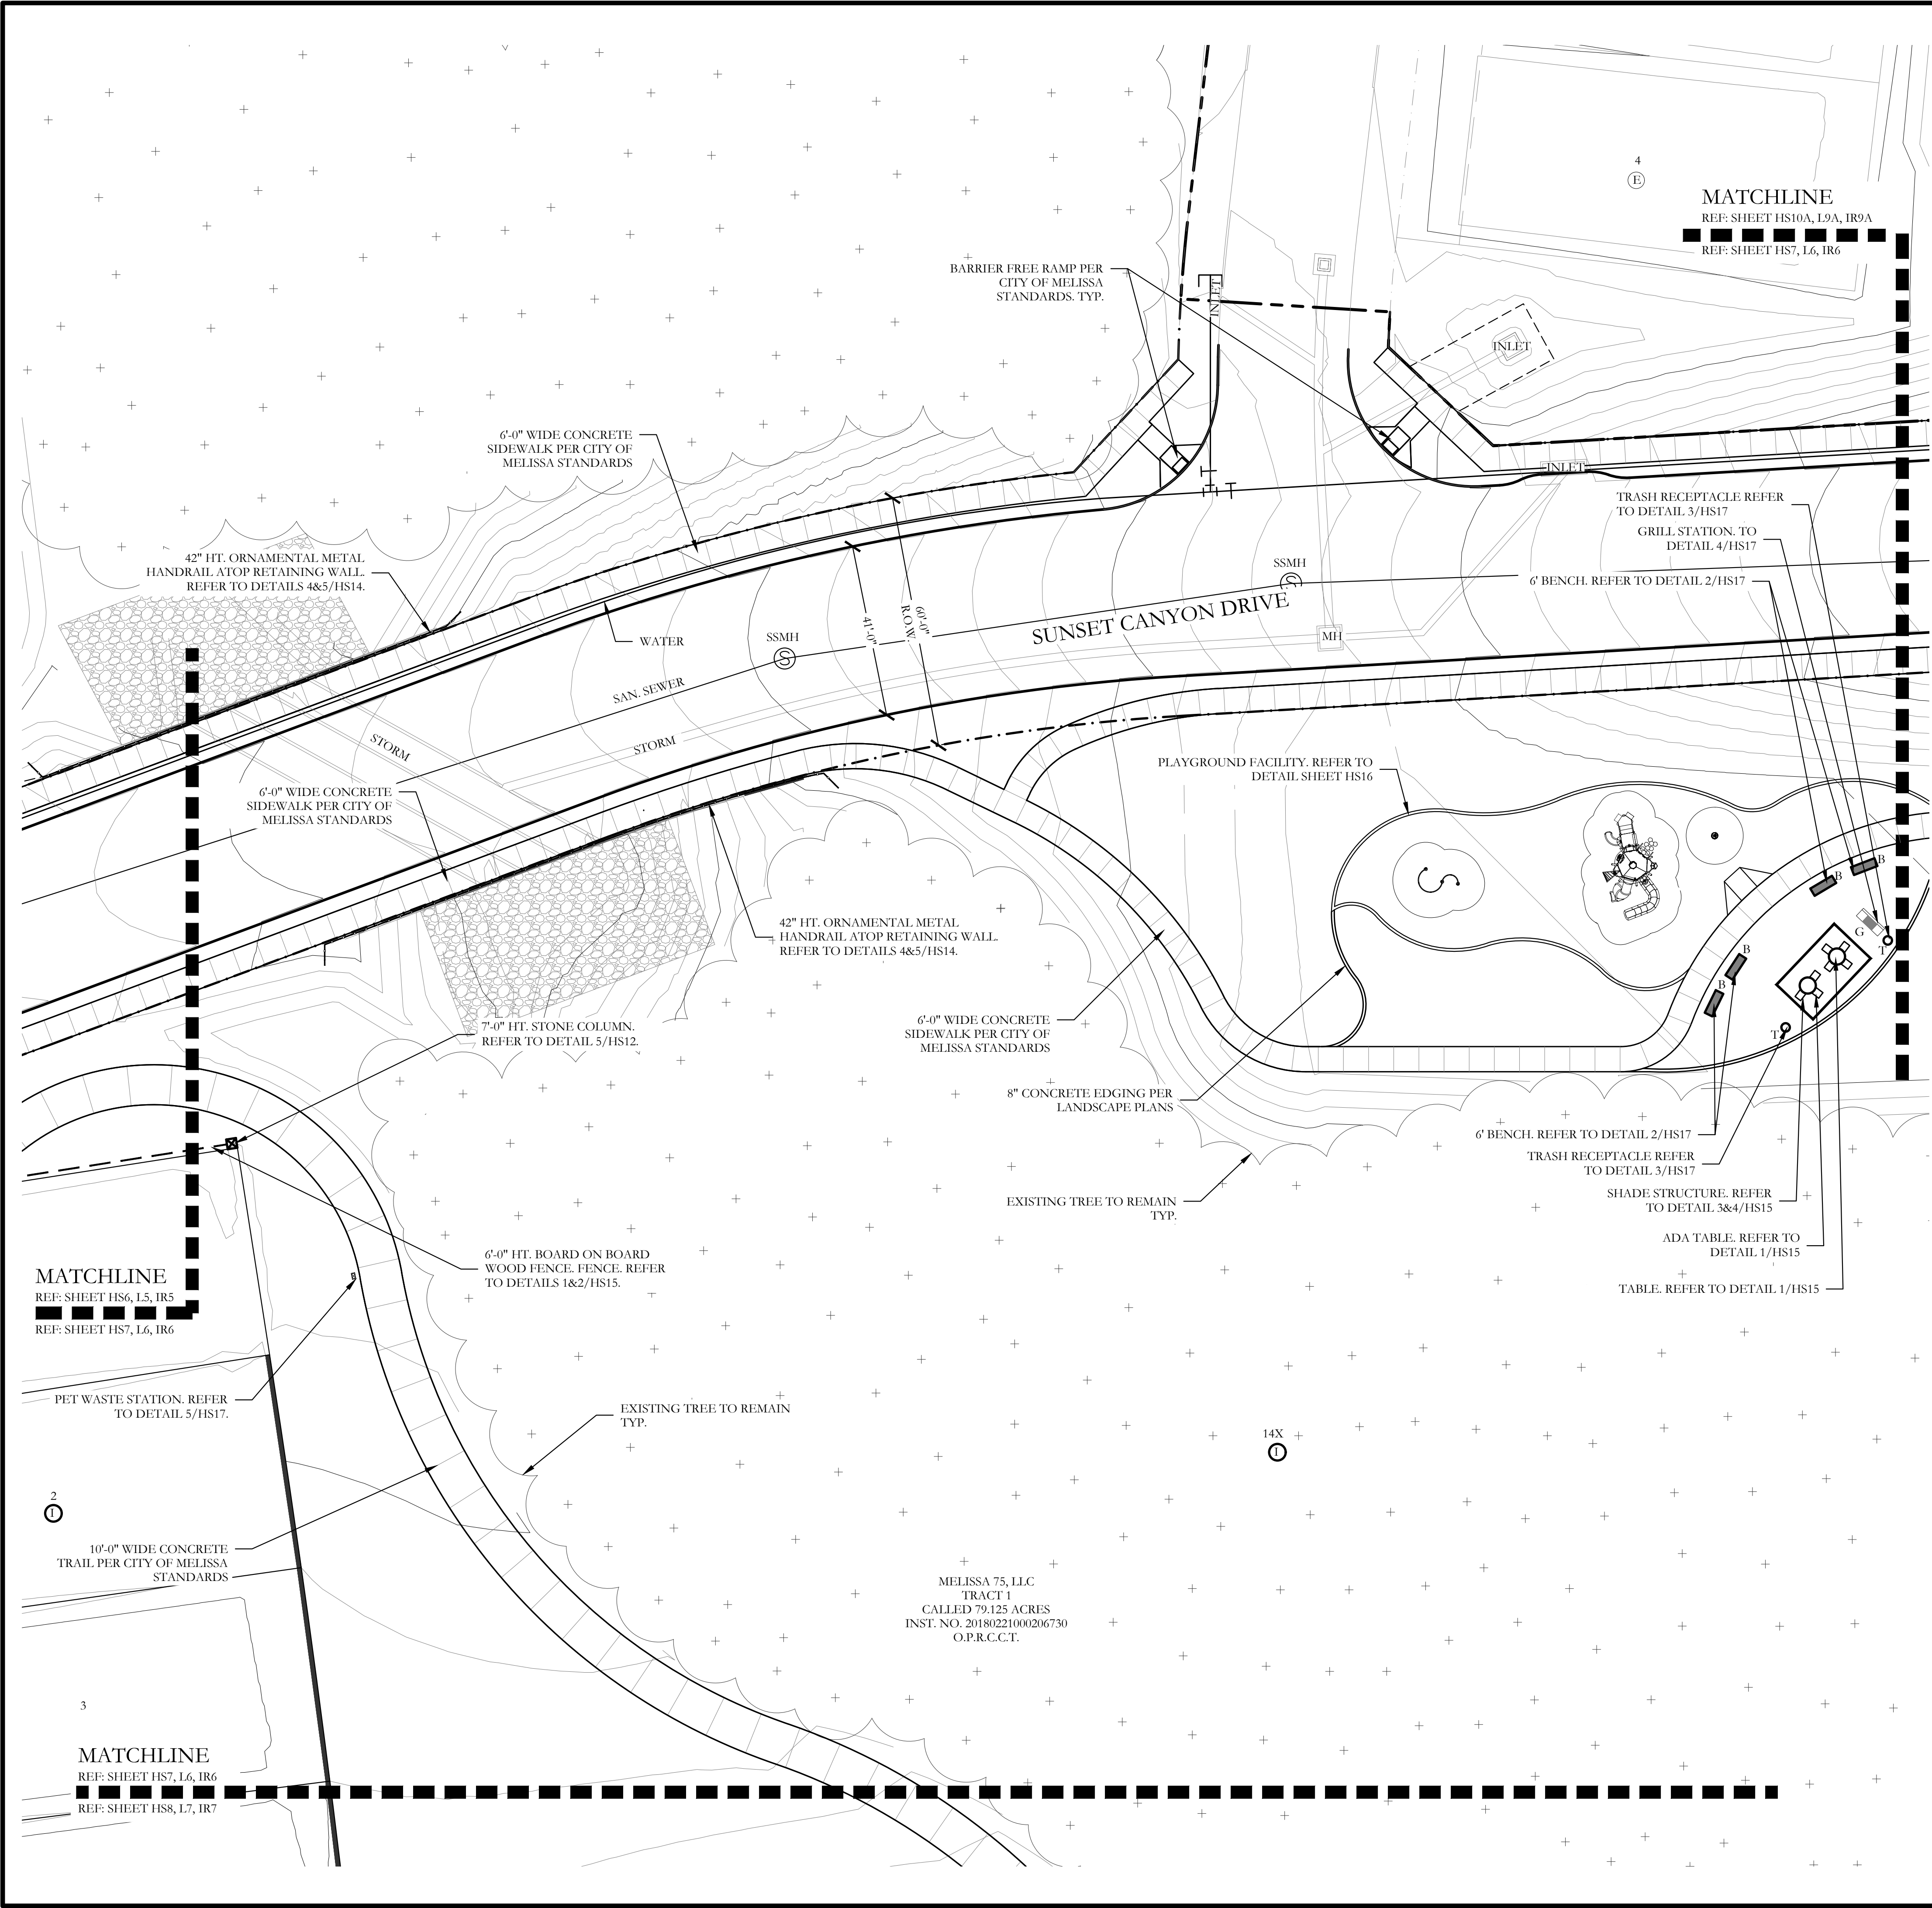 4
E
MATCHLINE
REF: SHEET HS10A, L9A, IR9A
REF: SHEET HS7, L6, IR6
BARRIER FREE RAMP PER
CITY OF MELISSA
STANDARDS. TYP.
INLET
INLET
6'-0" WIDE CONCRETE
SIDEWALK PER CITY OF
MELISSA STANDARDS
INLET
TRASH RECEPTACLE REFER
TO DETAIL 3/HS17
GRILL STATION. TO
DETAIL 4/HS17
6' BENCH. REFER TO DETAIL 2/HS17
42" HT. ORNAMENTAL METAL
HANDRAIL ATOP RETAINING WALL.
REFER TO DETAILS 4&5/HS14.
SSMH
S
SUNSET CANYON DRIVE
MH
WATER
SSMH
S
41'-0"
60'-0"
R.O.W.
SAN. SEWER
STORM
STORM
PLAYGROUND FACILITY. REFER TO
DETAIL SHEET HS16
6'-0" WIDE CONCRETE
SIDEWALK PER CITY OF
MELISSA STANDARDS
B
B
G
T
B
B
T
42" HT. ORNAMENTAL METAL
HANDRAIL ATOP RETAINING WALL.
REFER TO DETAILS 4&5/HS14.
7'-0" HT. STONE COLUMN.
REFER TO DETAIL 5/HS12.
6'-0" WIDE CONCRETE
SIDEWALK PER CITY OF
MELISSA STANDARDS
8" CONCRETE EDGING PER
LANDSCAPE PLANS
6' BENCH. REFER TO DETAIL 2/HS17
TRASH RECEPTACLE REFER
TO DETAIL 3/HS17
SHADE STRUCTURE. REFER
TO DETAIL 3&4/HS15
ADA TABLE. REFER TO
DETAIL 1/HS15
TABLE. REFER TO DETAIL 1/HS15
EXISTING TREE TO REMAIN
TYP.
6'-0" HT. BOARD ON BOARD
WOOD FENCE. FENCE. REFER
TO DETAILS 1&2/HS15.
MATCHLINE
REF: SHEET HS6, L5, IR5
REF: SHEET HS7, L6, IR6
PET WASTE STATION. REFER
TO DETAIL 5/HS17.
EXISTING TREE TO REMAIN
TYP.
14X
I
2
I
10'-0" WIDE CONCRETE
TRAIL PER CITY OF MELISSA
STANDARDS
MELISSA 75, LLC
TRACT 1
CALLED 79.125 ACRES
INST. NO. 20180221000206730
O.P.R.C.C.T.
3
MATCHLINE
REF: SHEET HS7, L6, IR6
REF: SHEET HS8, L7, IR7